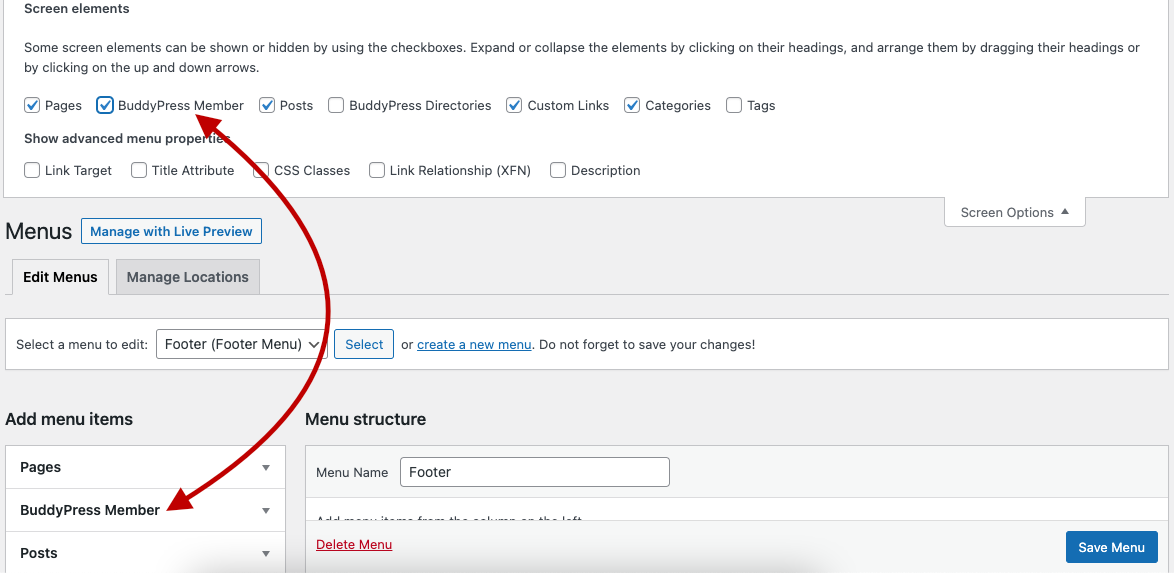 Screen elements
Some screen elements can be shown or hidden by using the checkboxes. Expand or collapse the elements by clicking on their headings, and arrange them by dragging their headings or
by clicking on the up and down arrows.
Pages BuddyPress Member Posts BuddyPress Directories Custom Links Categories Tags
Show advanced menu properties
Link Target Title Attribute CSS Classes Link Relationship (XFN) Description
Screen Options
Menus Manage with Live Preview
Edit Menus Manage Locations
Select a menu to edit: Footer (Footer Menu) Select or create a new menu. Do not forget to save your changes!
Add menu items
Menu structure
Pages
BuddyPress Member
Posts
Menu Name Footer
Add menu items from the column on the left.
Delete Menu
Save Menu